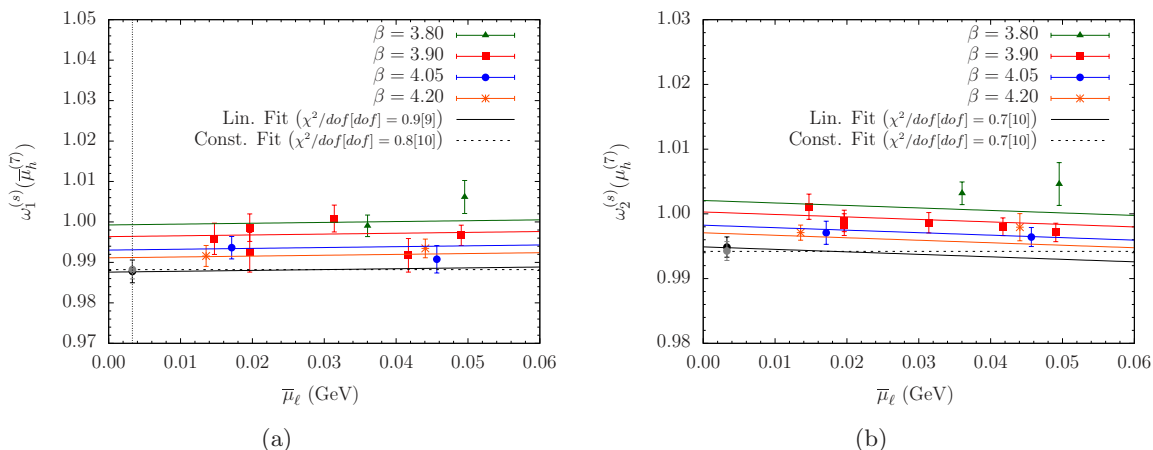 1.05
1.04
1.03
1.02
1.01
1.00
0.99
0.98
0.97
0.00 0.01 0.02 0.03 0.04 0.05 0.06
ω₁⁽ˢ⁾(μ̅ₕ⁽⁷⁾)
μ̅ℓ (GeV)
β = 3.80
β = 3.90
β = 4.05
β = 4.20
Lin. Fit (χ²/dof[dof] = 0.9[9])
Const. Fit (χ²/dof[dof] = 0.8[10])
(a)
1.03
1.02
1.01
1.00
0.99
0.98
0.00 0.01 0.02 0.03 0.04 0.05 0.06
ω₂⁽ˢ⁾(μₕ⁽⁷⁾)
μ̅ℓ (GeV)
β = 3.80
β = 3.90
β = 4.05
β = 4.20
Lin. Fit (χ²/dof[dof] = 0.7[10])
Const. Fit (χ²/dof[dof] = 0.7[10])
(b)